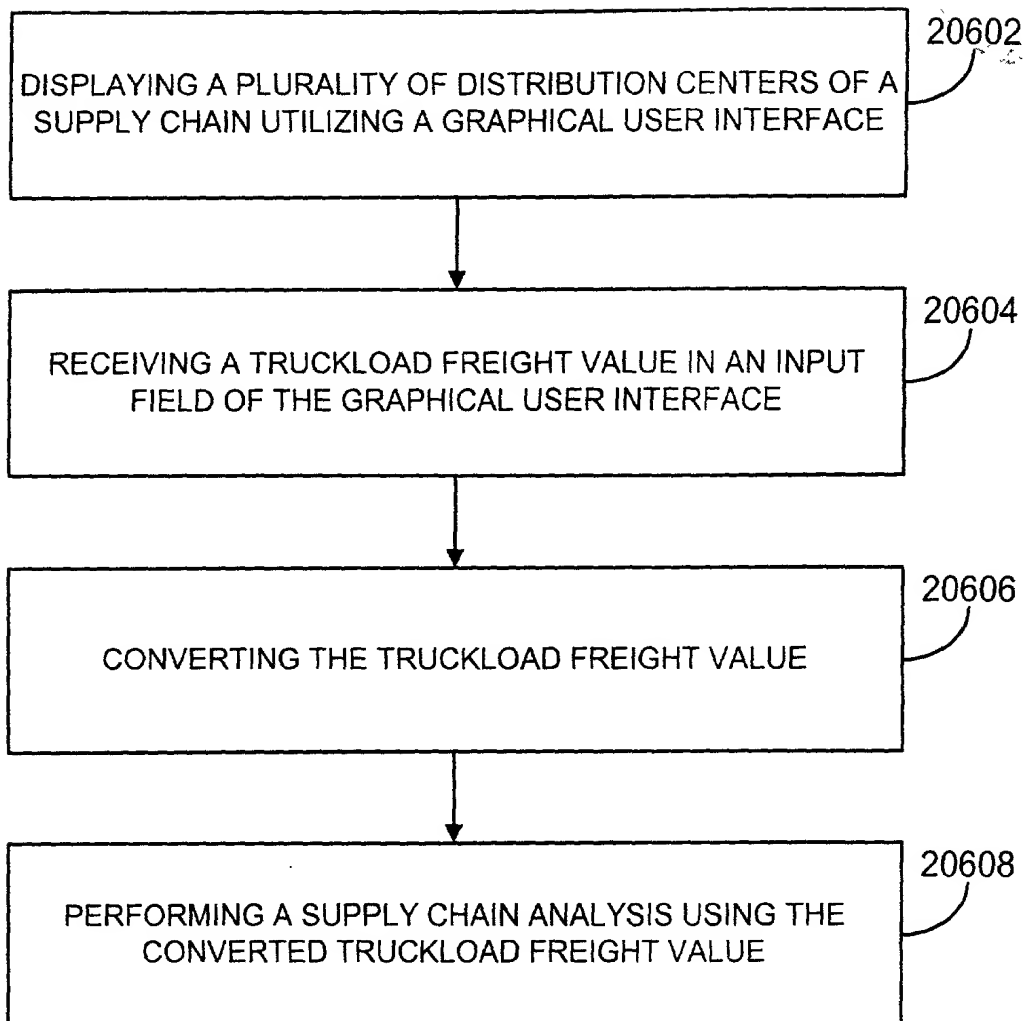 20602
DISPLAYING A PLURALITY OF DISTRIBUTION CENTERS OF A
SUPPLY CHAIN UTILIZING A GRAPHICAL USER INTERFACE
20604
RECEIVING A TRUCKLOAD FREIGHT VALUE IN AN INPUT
FIELD OF THE GRAPHICAL USER INTERFACE
20606
CONVERTING THE TRUCKLOAD FREIGHT VALUE
20608
PERFORMING A SUPPLY CHAIN ANALYSIS USING THE
CONVERTED TRUCKLOAD FREIGHT VALUE